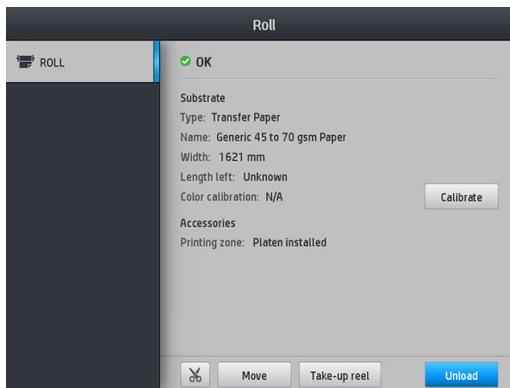 Roll
ROLL
OK
Substrate
Type: Transfer Paper
Name: Generic 45 to 70 gsm Paper
Width: 1621 mm
Length left: Unknown
Color calibration: N/A
Calibrate
Accessories
Printing zone: Platen installed
Move
Take-up reel
Unload